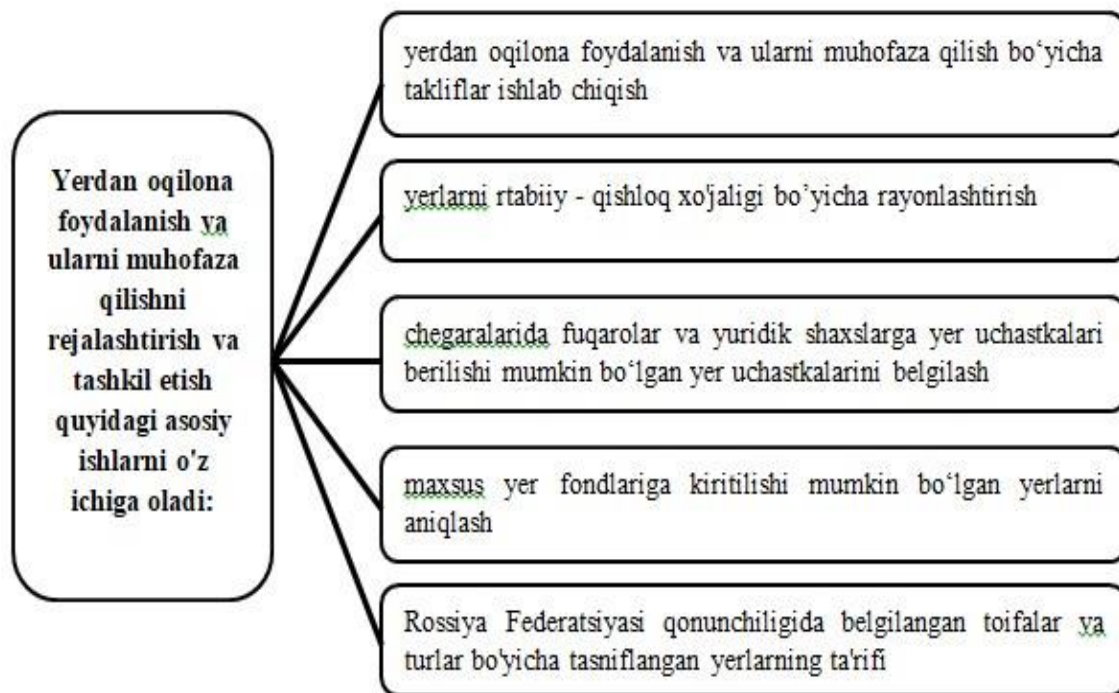 Yerdan oqilona
foydalanish ya
ularni muhofaza
qilishni
rejalashtirish va
tashkil etish
quyidagi asosiy
ishlarni o'z
ichiga oladi:
yerdan oqilona foydalanish va ularni muhofaza qilish bo‘yicha
takliflar ishlab chiqish
yerlarni rtabiiy - qishloq xo'jaligi bo’yicha rayonlashtirish
chegaralarida fuqarolar va yuridik shaxslarga yer uchastkalari
berilishi mumkin bo‘lgan yer uchastkalarini belgilash
maxsus yer fondlariga kiritilishi mumkin bo‘lgan yerlarni
aniqlash
Rossiya Federatsiyasi qonunchiligida belgilangan toifalar ya
turlar bo'yicha tasniflangan yerlarning ta'rifi